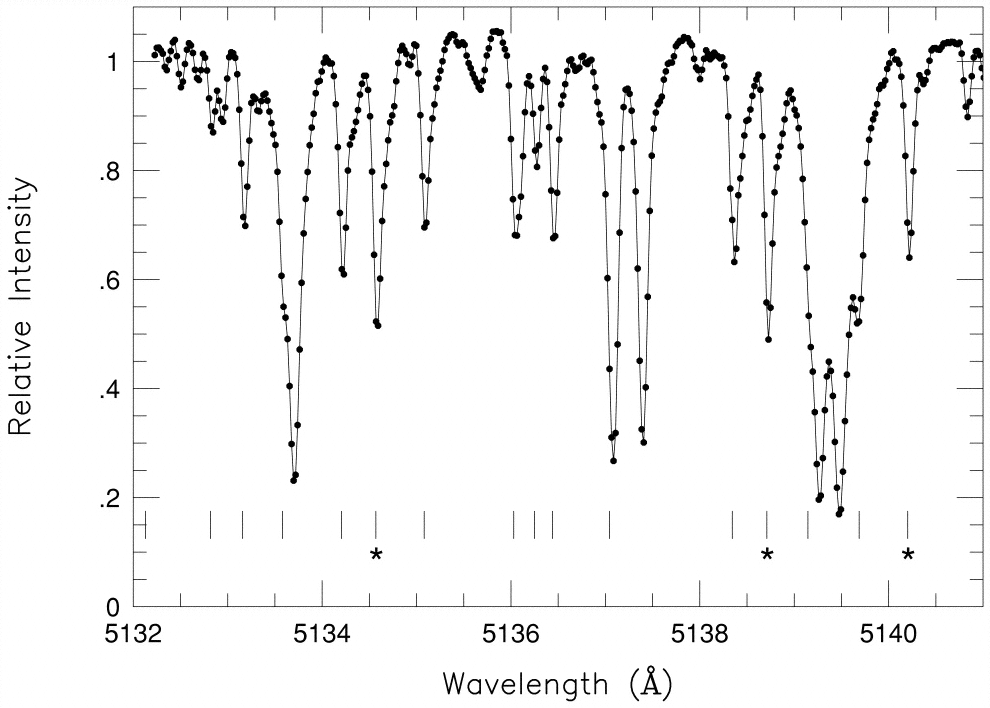 1
.8
.6
.4
.2
0
Relative Intensity
* * *
5132 5134 5136 5138 5140
Wavelength (Å)